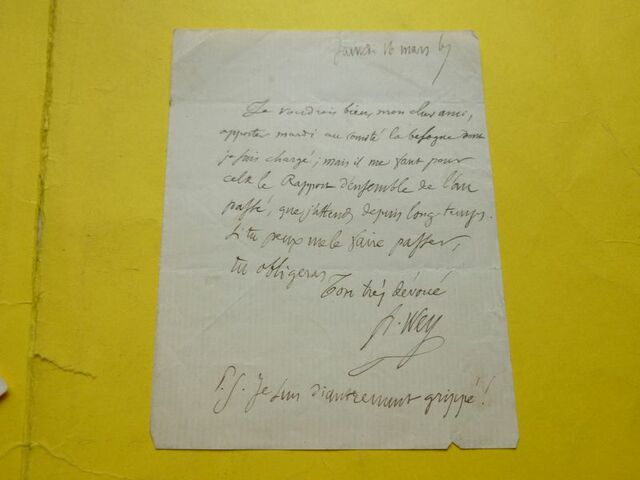 Samedi 16 mars 67
Je voudrais bien, mon cher ami,
apporter mardi au comité la besogne dont
je suis chargé; mais il me faut pour
cela le Rapport d'ensemble de l'an
passé, que j'attends depuis long-temps.
Si tu peux me le faire passer,
tu obligeras
Ton très dévoué
fr. Wey
P.S. Je suis diantrement grippé!